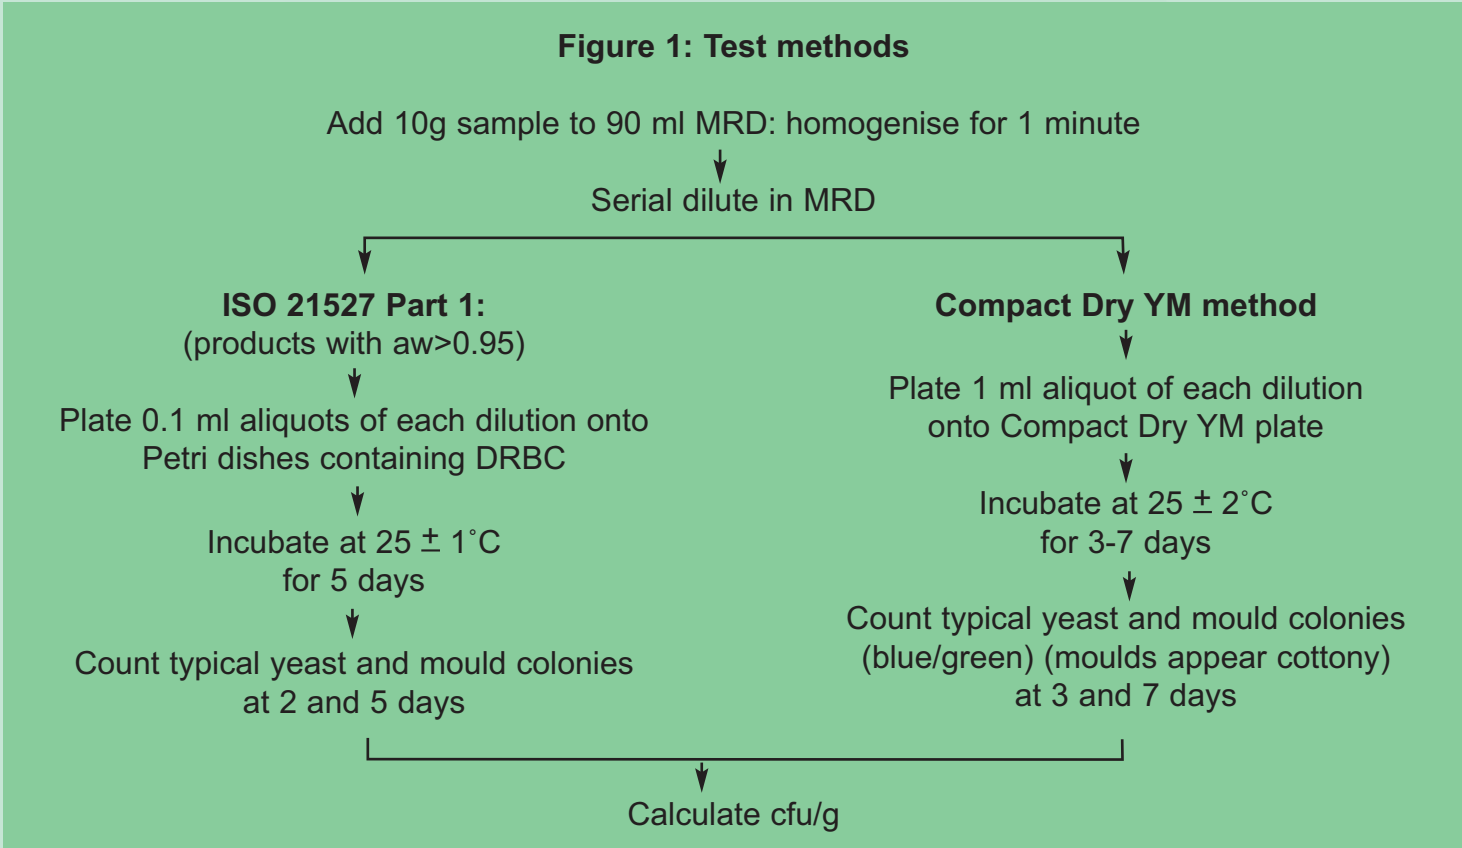 Figure 1: Test methods
Add 10g sample to 90 ml MRD: homogenise for 1 minute
Serial dilute in MRD
ISO 21527 Part 1:
(products with aw>0.95)
Plate 0.1 ml aliquots of each dilution onto
Petri dishes containing DRBC
Incubate at 25 ± 1˚C
for 5 days
Count typical yeast and mould colonies
at 2 and 5 days
Compact Dry YM method
Plate 1 ml aliquot of each dilution
onto Compact Dry YM plate
Incubate at 25 ± 2˚C
for 3-7 days
Count typical yeast and mould colonies
(blue/green) (moulds appear cottony)
at 3 and 7 days
Calculate cfu/g